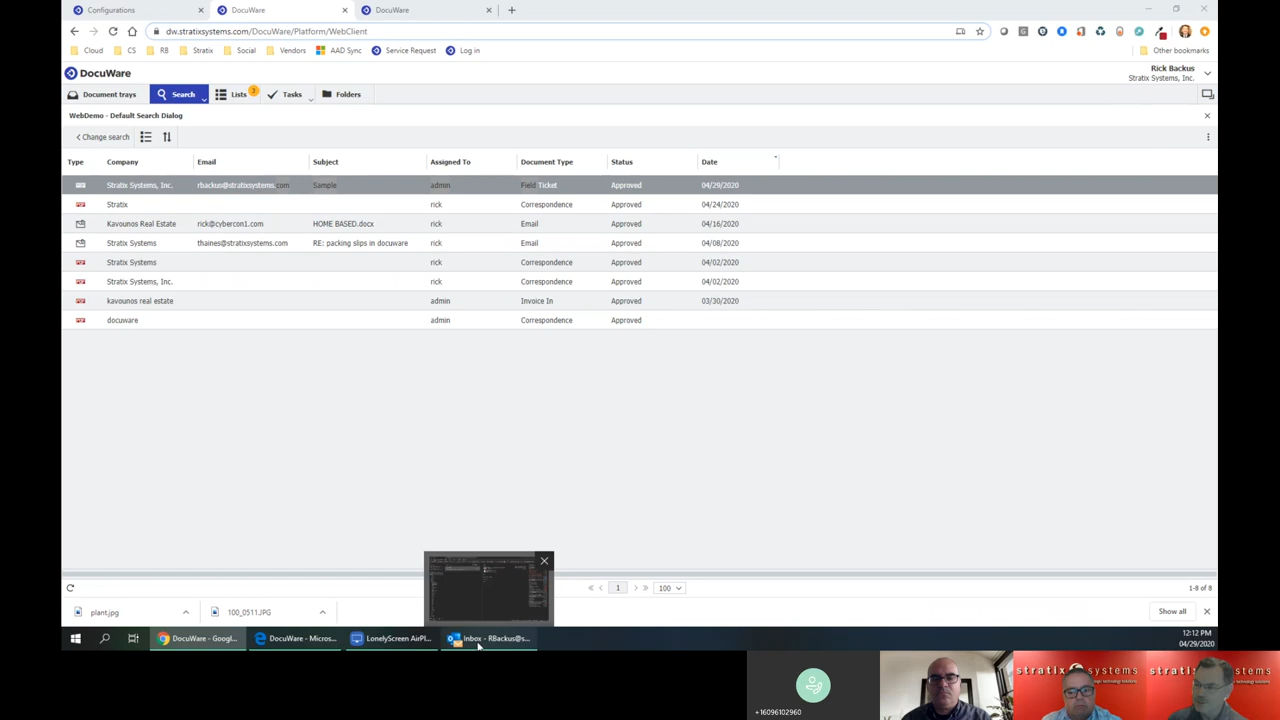 Configurations
DocuWare
DocuWare
dw.stratixsystems.com/DocuWare/Platform/WebClient
Cloud CS RB Stratix Social Vendors AAD Sync Service Request Log in Other bookmarks
DocuWare
Rick Backus
Stratix Systems, Inc.
Document trays Search Lists 3 Tasks Folders
WebDemo - Default Search Dialog
Change search
Type Company Email Subject Assigned To Document Type Status Date
Stratix Systems, Inc. rbackus@stratixsystems.com Sample admin Field Ticket Approved 04/29/2020
Stratix rick Correspondence Approved 04/24/2020
Kavounos Real Estate rick@cybercon1.com HOME BASED.docx rick Email Approved 04/16/2020
Stratix Systems thaines@stratixsystems.com RE: packing slips in docuware rick Email Approved 04/08/2020
Stratix Systems rick Correspondence Approved 04/02/2020
Stratix Systems, Inc. rick Correspondence Approved 04/02/2020
kavounos real estate admin Invoice In Approved 03/30/2020
docuware admin Correspondence Approved
1 100 1-8 of 8
plant.jpg 100_0511.JPG Show all
DocuWare - Googl... DocuWare - Micros... LonelyScreen AirPl... Inbox - RBackus@s...
12:12 PM
04/29/2020
+16096102960
stratix systems
stratix systems